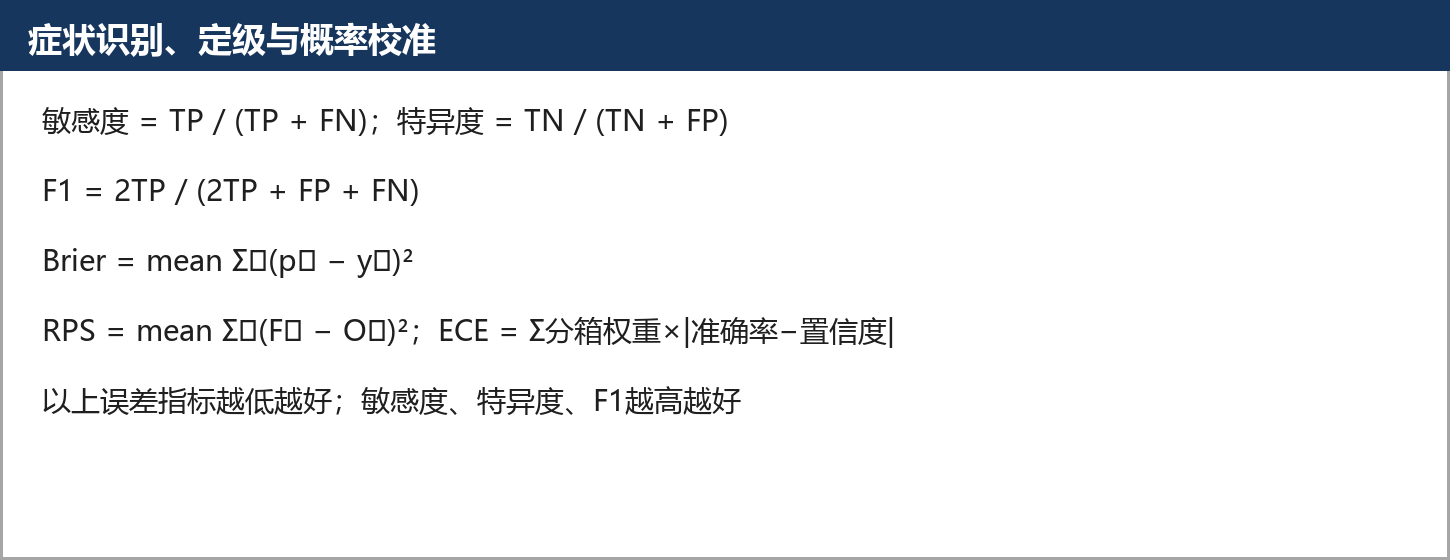 症状识别、定级与概率校准
敏感度 = TP / (TP + FN)；特异度 = TN / (TN + FP)
F1 = 2TP / (2TP + FP + FN)
Brier = mean Σ□(p□ − y□)²
RPS = mean Σ□(F□ − O□)²；ECE = Σ分箱权重×|准确率−置信度|
以上误差指标越低越好；敏感度、特异度、F1越高越好